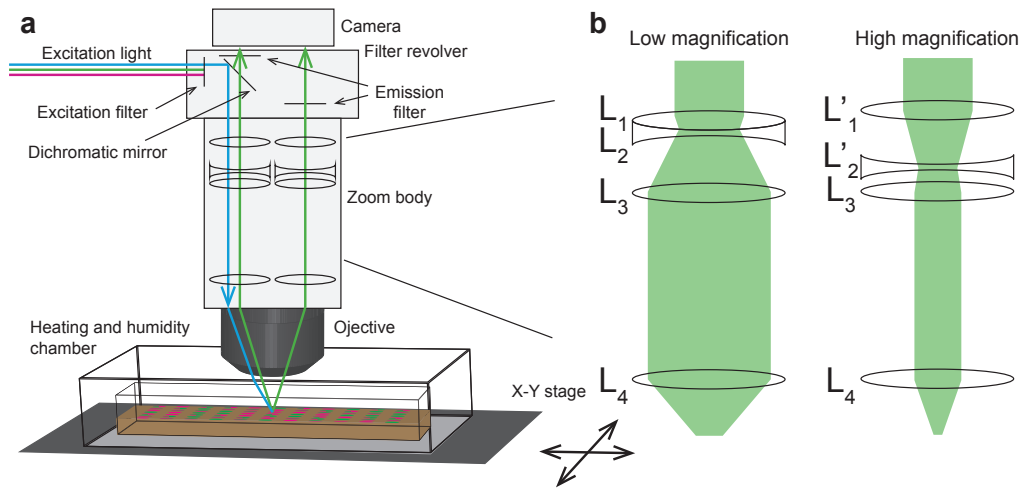 a
Camera
Excitation light
Filter revolver
Excitation filter
Emission
filter
Dichromatic mirror
Zoom body
Heating and humidity
chamber
Ojective
X-Y stage
b
Low magnification
High magnification
L1
L2
L3
L4
L'1
L'2
L3
L4